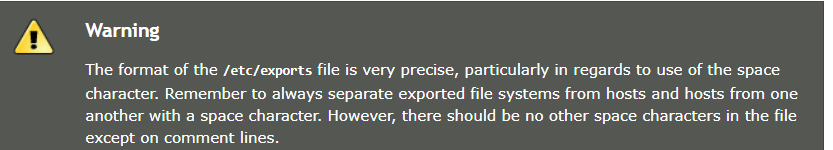 Warning
The format of the /etc/exports file is very precise, particularly in regards to use of the space
character. Remember to always separate exported file systems from hosts and hosts from one
another with a space character. However, there should be no other space characters in the file
except on comment lines.